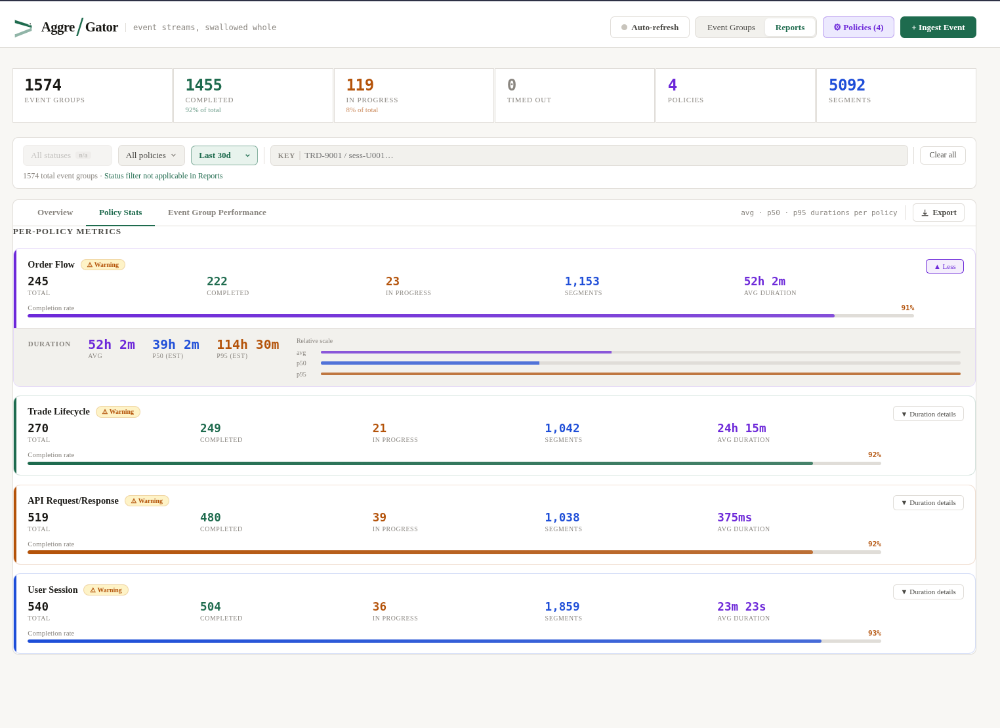 Aggre/Gator event streams, swallowed whole Auto-refresh Event Groups Reports ⚙ Policies (4) + Ingest Event
1574 1455 119 0 4 5092
EVENT GROUPS COMPLETED IN PROGRESS TIMED OUT POLICIES SEGMENTS
92% of total 8% of total
All statuses n/a All policies Last 30d KEY TRD-9001 / sess-U001… Clear all
1574 total event groups · Status filter not applicable in Reports
Overview Policy Stats Event Group Performance avg · p50 · p95 durations per policy Export
PER-POLICY METRICS
Order Flow ⚠ Warning ▲ Less
245 222 23 1,153 52h 2m
TOTAL COMPLETED IN PROGRESS SEGMENTS AVG DURATION
Completion rate 91%
DURATION 52h 2m 39h 2m 114h 30m Relative scale
AVG P50 (EST) P95 (EST) avg
p50
p95
Trade Lifecycle ⚠ Warning ▼ Duration details
270 249 21 1,042 24h 15m
TOTAL COMPLETED IN PROGRESS SEGMENTS AVG DURATION
Completion rate 92%
API Request/Response ⚠ Warning ▼ Duration details
519 480 39 1,038 375ms
TOTAL COMPLETED IN PROGRESS SEGMENTS AVG DURATION
Completion rate 92%
User Session ⚠ Warning ▼ Duration details
540 504 36 1,859 23m 23s
TOTAL COMPLETED IN PROGRESS SEGMENTS AVG DURATION
Completion rate 93%